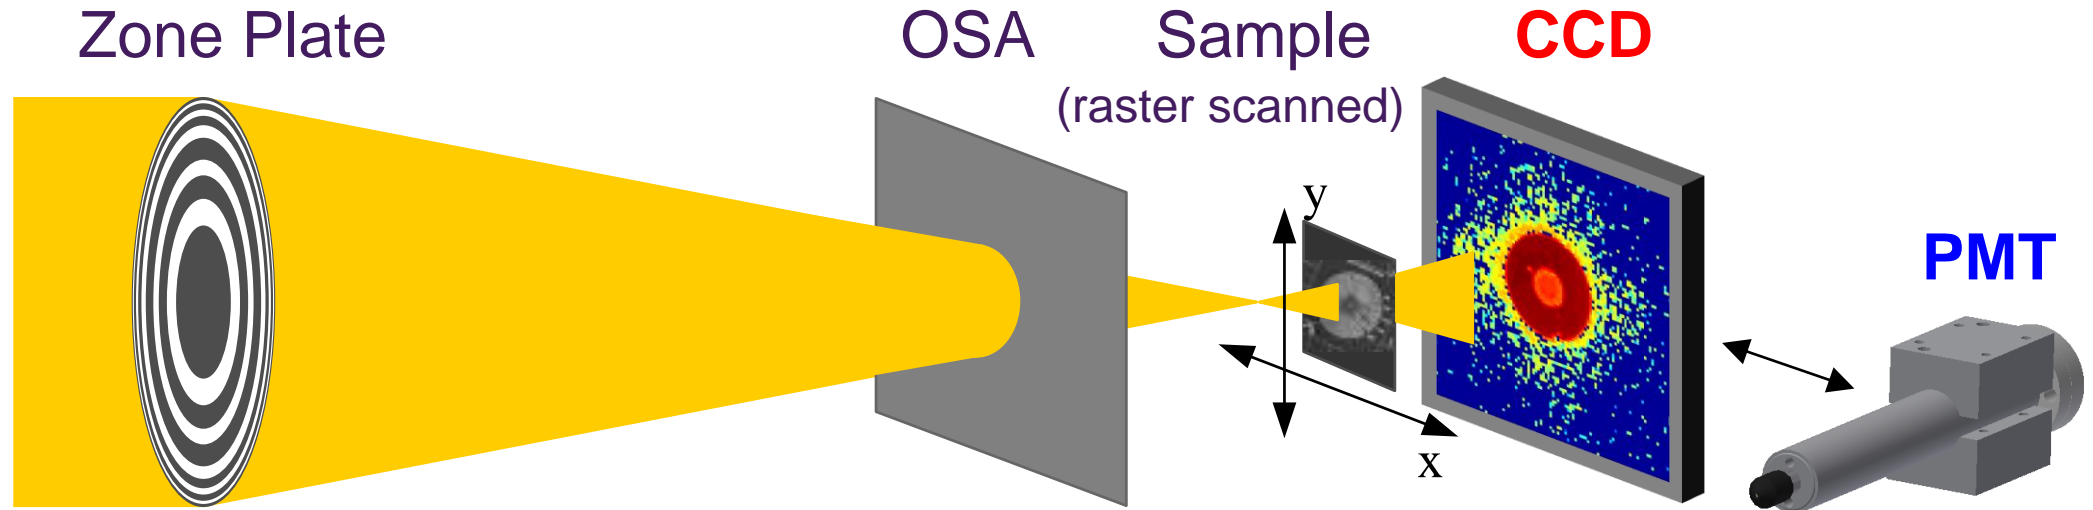 Zone Plate
OSA
Sample
(raster scanned)
CCD
PMT
y
x